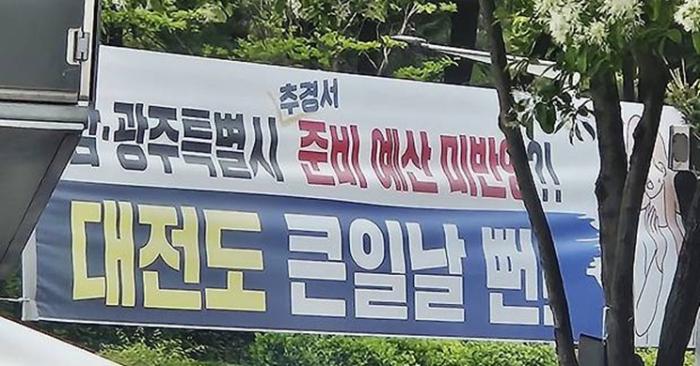 추경서
·광주특별시 준비 예산 미반영?!
대전도 큰일날 뻔!